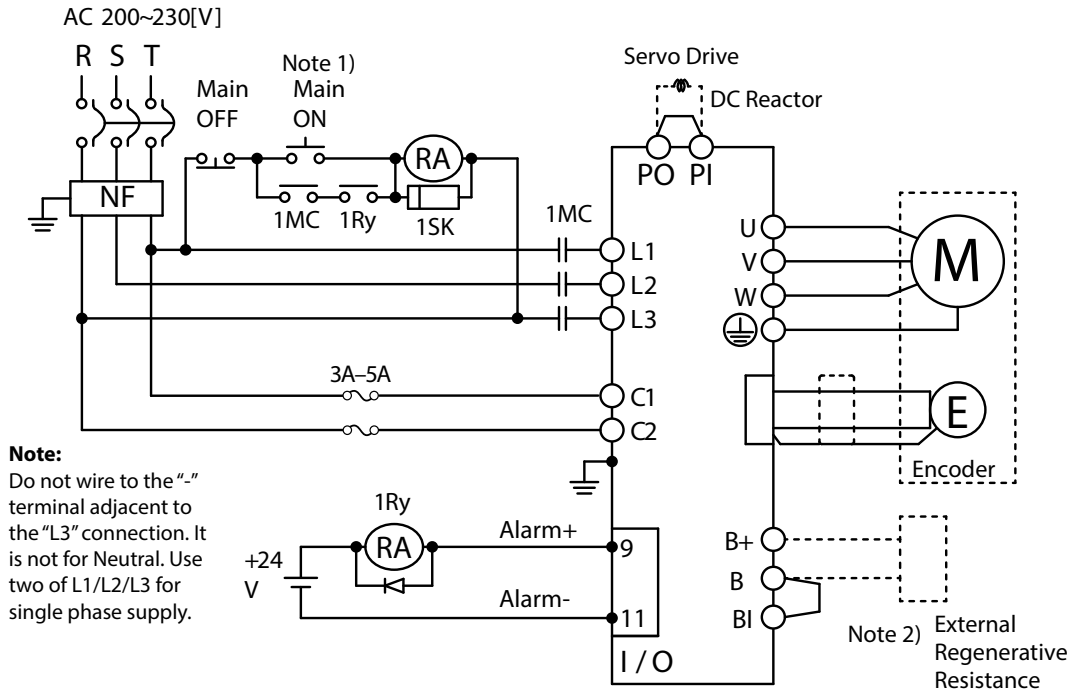 AC 200~230[V]
R S T
Note 1)
Main
OFF
Main
ON
RA
1MC
1Ry
1SK
NF
1MC
L1
L2
L3
3A–5A
C1
C2
Servo Drive
DC Reactor
PO PI
U
V
W
M
E
Encoder
Note:
Do not wire to the "-"
terminal adjacent to
the "L3" connection. It
is not for Neutral. Use
two of L1/L2/L3 for
single phase supply.
1Ry
RA
+24
V
Alarm+
9
Alarm-
11
I / O
B+
B
BI
Note 2)
External
Regenerative
Resistance